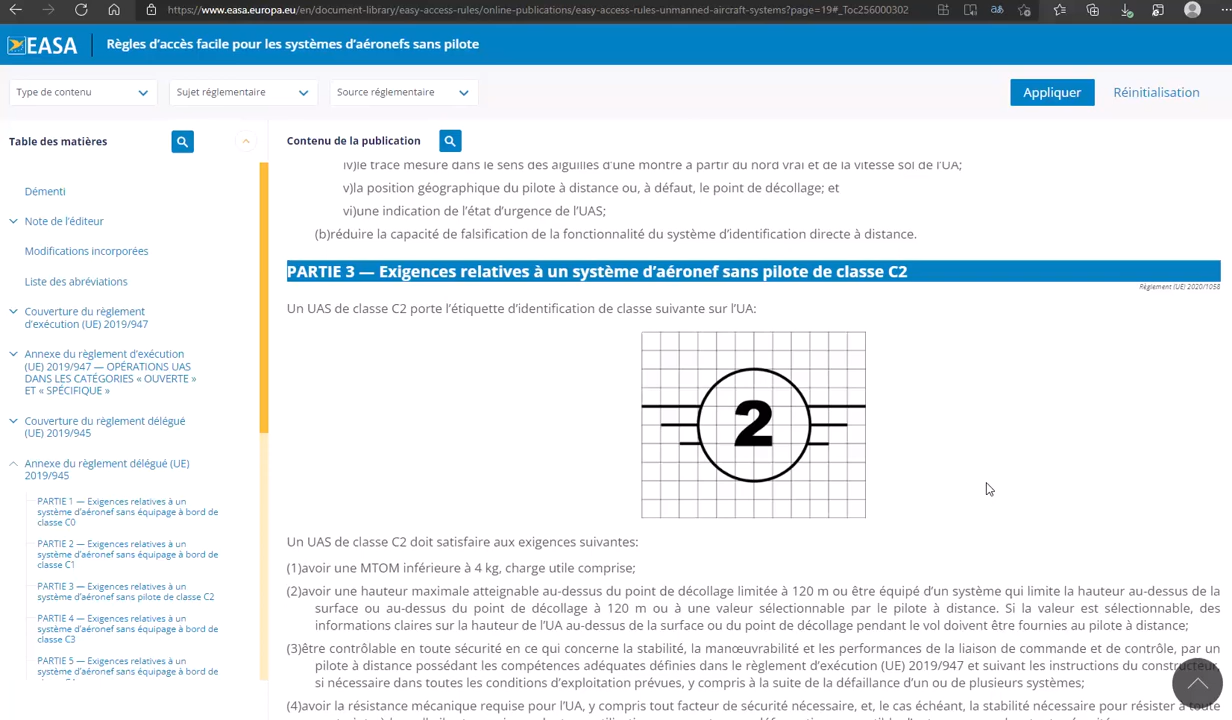 https://www.easa.europa.eu/en/document-library/easy-access-rules/online-publications/easy-access-rules-unmanned-aircraft-systems?page=19#_Toc256000302
EASA
Règles d'accès facile pour les systèmes d'aéronefs sans pilote
Type de contenu
Sujet réglementaire
Source réglementaire
Appliquer
Réinitialisation
Table des matières
Démenti
Note de l'éditeur
Modifications incorporées
Liste des abréviations
Couverture du règlement
d'exécution (UE) 2019/947
Annexe du règlement d'exécution
(UE) 2019/947 — OPÉRATIONS UAS
DANS LES CATÉGORIES « OUVERTE »
ET « SPÉCIFIQUE »
Couverture du règlement délégué
(UE) 2019/945
Annexe du règlement délégué (UE)
2019/945
PARTIE 1 — Exigences relatives à un
système d'aéronef sans équipage à bord de
classe C0
PARTIE 2 — Exigences relatives à un
système d'aéronef sans équipage à bord de
classe C1
PARTIE 3 — Exigences relatives à un
système d'aéronef sans pilote de classe C2
PARTIE 4 — Exigences relatives à un
système d'aéronef sans équipage à bord de
classe C3
PARTIE 5 — Exigences relatives à un
système d'aéronef sans équipage à bord de
Contenu de la publication
iv)le tracé mesuré dans le sens des aiguilles d'une montre à partir du nord vrai et de la vitesse sol de l'UA;
v)la position géographique du pilote à distance ou, à défaut, le point de décollage; et
vi)une indication de l'état d'urgence de l'UAS;
(b)réduire la capacité de falsification de la fonctionnalité du système d'identification directe à distance.
PARTIE 3 — Exigences relatives à un système d'aéronef sans pilote de classe C2
Règlement (UE) 2020/1058
Un UAS de classe C2 porte l'étiquette d'identification de classe suivante sur l'UA:
2
Un UAS de classe C2 doit satisfaire aux exigences suivantes:
(1)avoir une MTOM inférieure à 4 kg, charge utile comprise;
(2)avoir une hauteur maximale atteignable au-dessus du point de décollage limitée à 120 m ou être équipé d'un système qui limite la hauteur au-dessus de la
surface ou au-dessus du point de décollage à 120 m ou à une valeur sélectionnable par le pilote à distance. Si la valeur est sélectionnable, des
informations claires sur la hauteur de l'UA au-dessus de la surface ou du point de décollage pendant le vol doivent être fournies au pilote à distance;
(3)être contrôlable en toute sécurité en ce qui concerne la stabilité, la manœuvrabilité et les performances de la liaison de commande et de contrôle, par un
pilote à distance possédant les compétences adéquates définies dans le règlement d'exécution (UE) 2019/947 et suivant les instructions du constructeur,
si nécessaire dans toutes les conditions d'exploitation prévues, y compris à la suite de la défaillance d'un ou de plusieurs systèmes;
(4)avoir la résistance mécanique requise pour l'UA, y compris tout facteur de sécurité nécessaire, et, le cas échéant, la stabilité nécessaire pour résister à toute